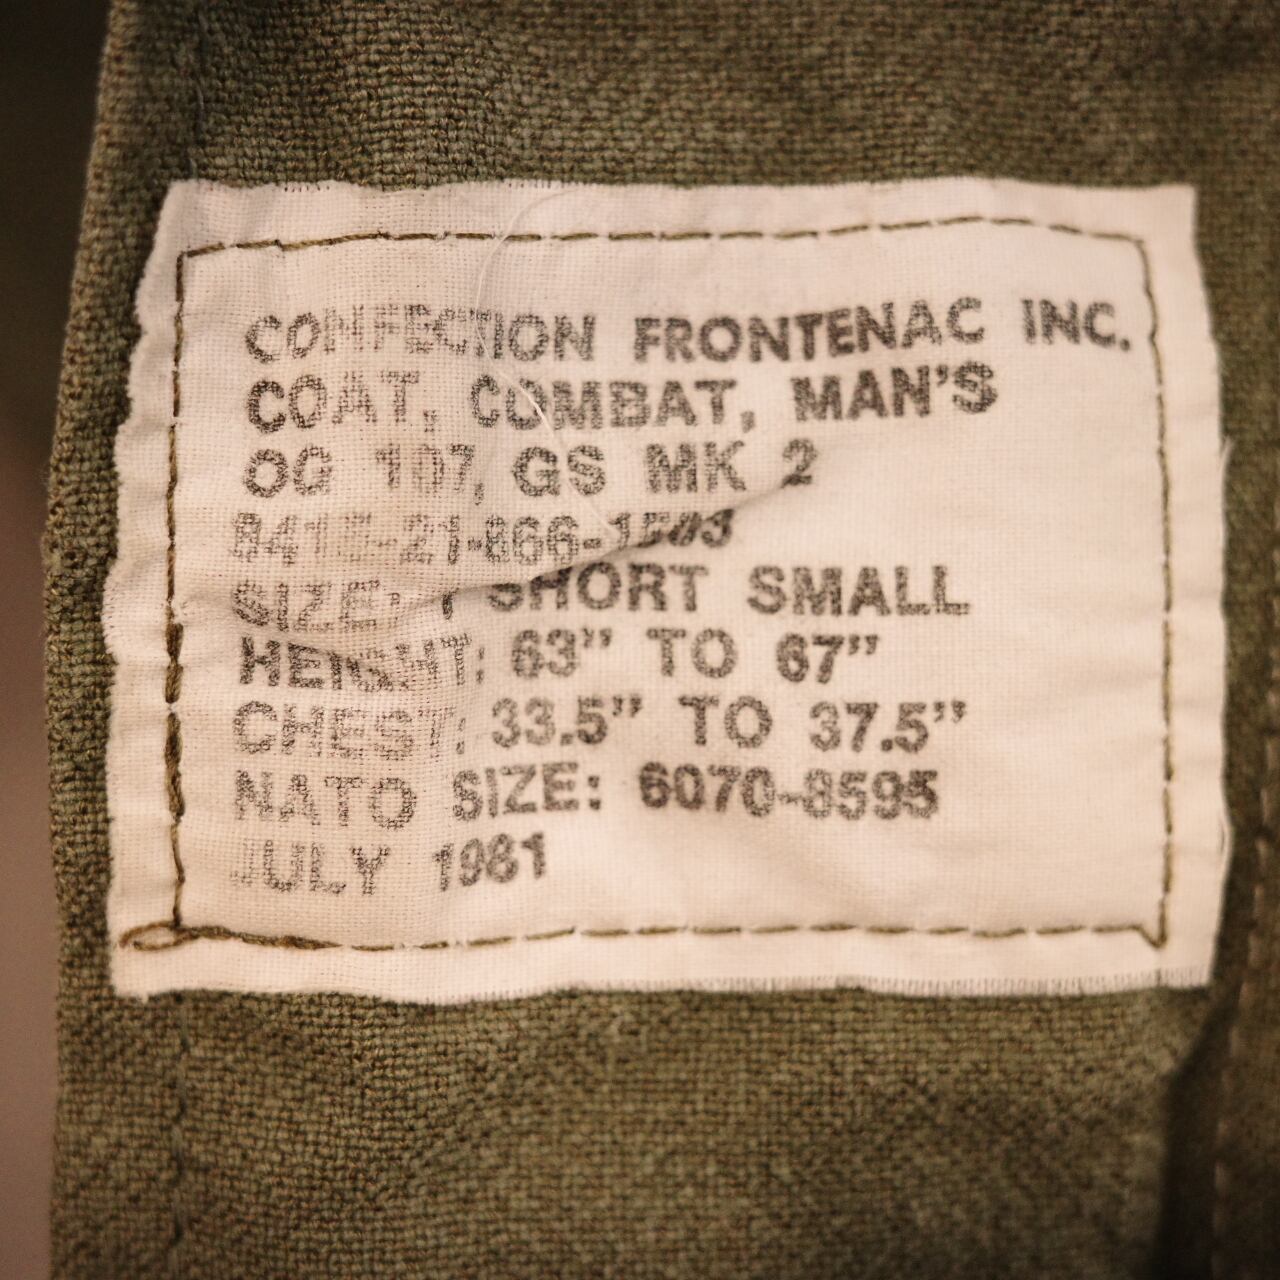 CONFECTION FRONTENAC INC.
COAT, COMBAT, MAN'S
OG 107, GS MK 2
SIZE: SHORT SMALL
HEIGHT: 63" TO 67"
CHEST: 33.5" TO 37.5"
NATO SIZE: 6070-8595
JULY 1981